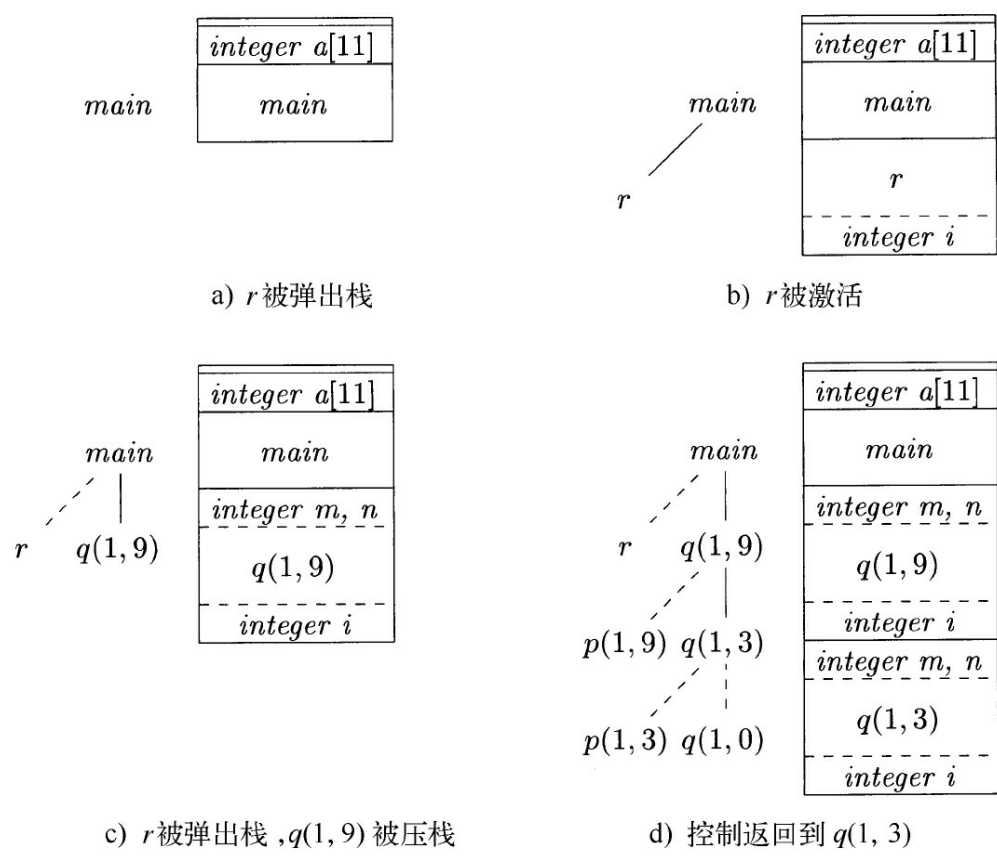 integer a[11]
main
main
a) r被弹出栈
integer a[11]
main
main
r
r
integer i
b) r被激活
integer a[11]
main
main
integer m, n
r
q(1, 9)
q(1, 9)
integer i
c) r被弹出栈 ,q(1, 9) 被压栈
integer a[11]
main
main
integer m, n
r
q(1, 9)
q(1, 9)
integer i
p(1, 9)
q(1, 3)
integer m, n
q(1, 3)
p(1, 3)
q(1, 0)
integer i
d) 控制返回到 q(1, 3)